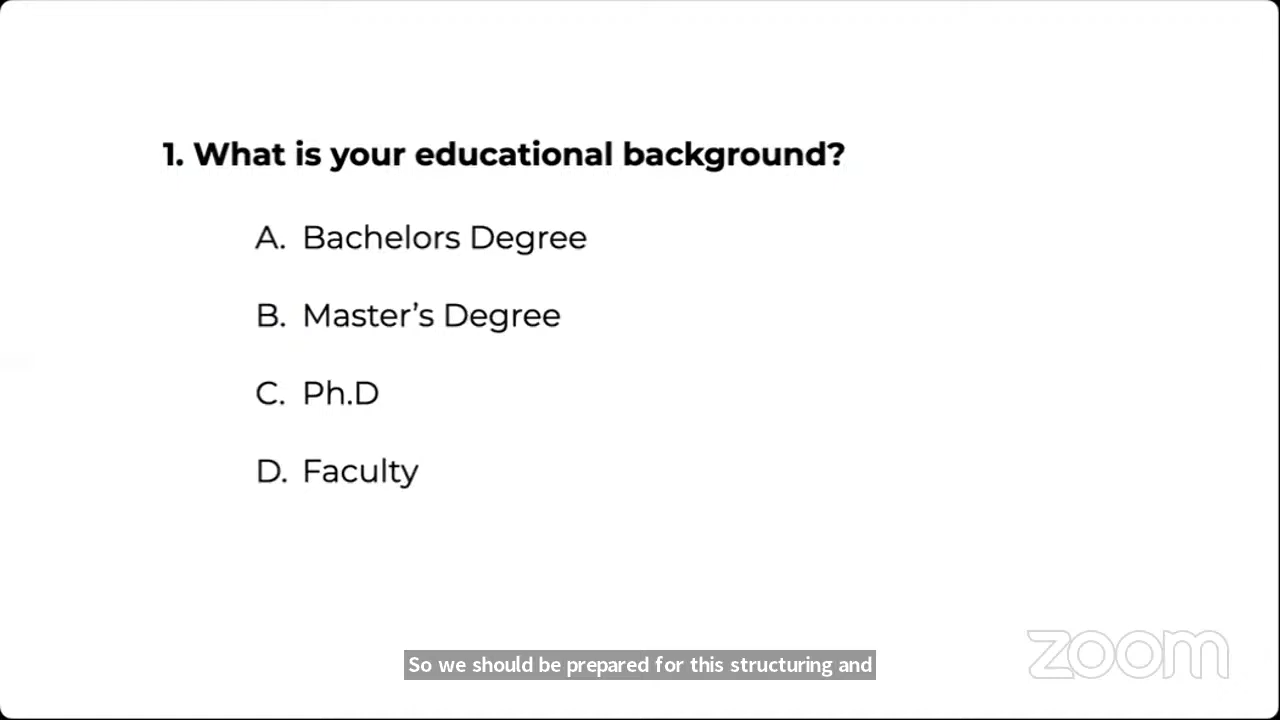 1. What is your educational background?
A. Bachelors Degree
B. Master’s Degree
C. Ph.D
D. Faculty
So we should be prepared for this structuring and
zoom